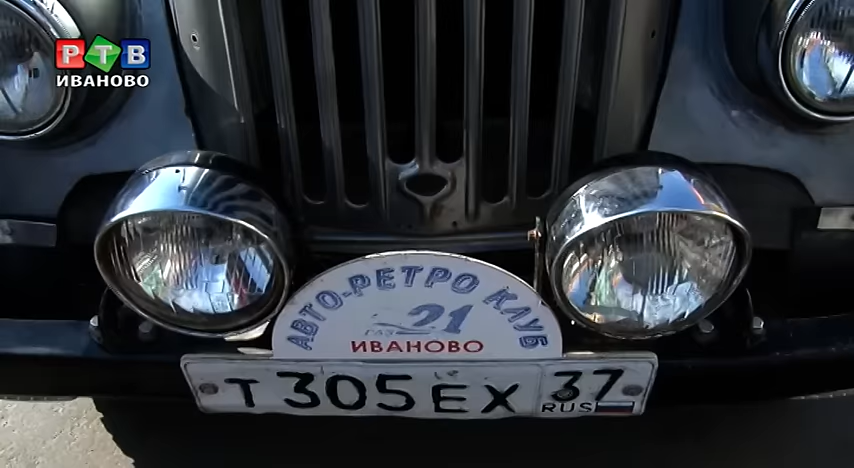 РТВ
ИВАНОВО
АВТО-РЕТРО КЛУБ
ГАЗ 21
ИВАНОВО
Т 305 ЕХ 37
RUS